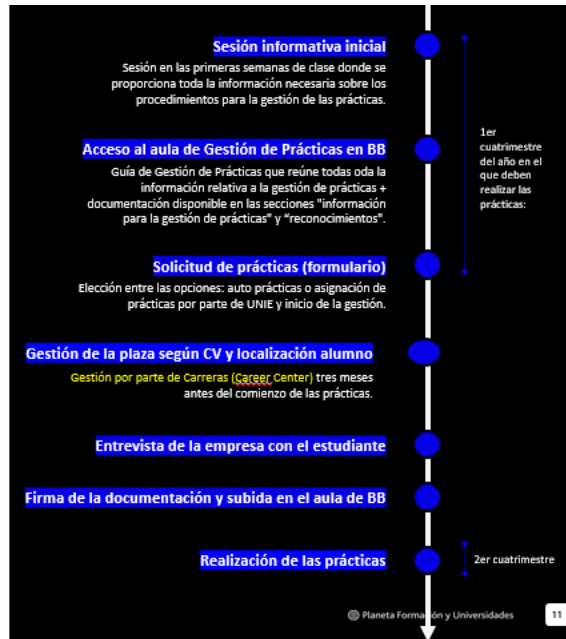 Sesión informativa inicial
Sesión en las primeras semanas de clase donde se
proporciona toda la información necesaria sobre los
procedimientos para la gestión de las prácticas.
Acceso al aula de Gestión de Prácticas en BB
Guía de Gestión de Prácticas que reúne todas oda la
información relativa a la gestión de prácticas +
documentación disponible en las secciones "información
para la gestión de prácticas" y “reconocimientos".
1er
cuatrimestre
del año en el
que deben
realizar las
prácticas:
Solicitud de prácticas (formulario)
Elección entre las opciones: auto prácticas o asignación de
prácticas por parte de UNIE y inicio de la gestión.
Gestión de la plaza según CV y localización alumno
Gestión por parte de Carreras (Career Center) tres meses
antes del comienzo de las prácticas.
Entrevista de la empresa con el estudiante
Firma de la documentación y subida en el aula de BB
Realización de las prácticas
2er cuatrimestre
Planeta Formación y Universidades
11